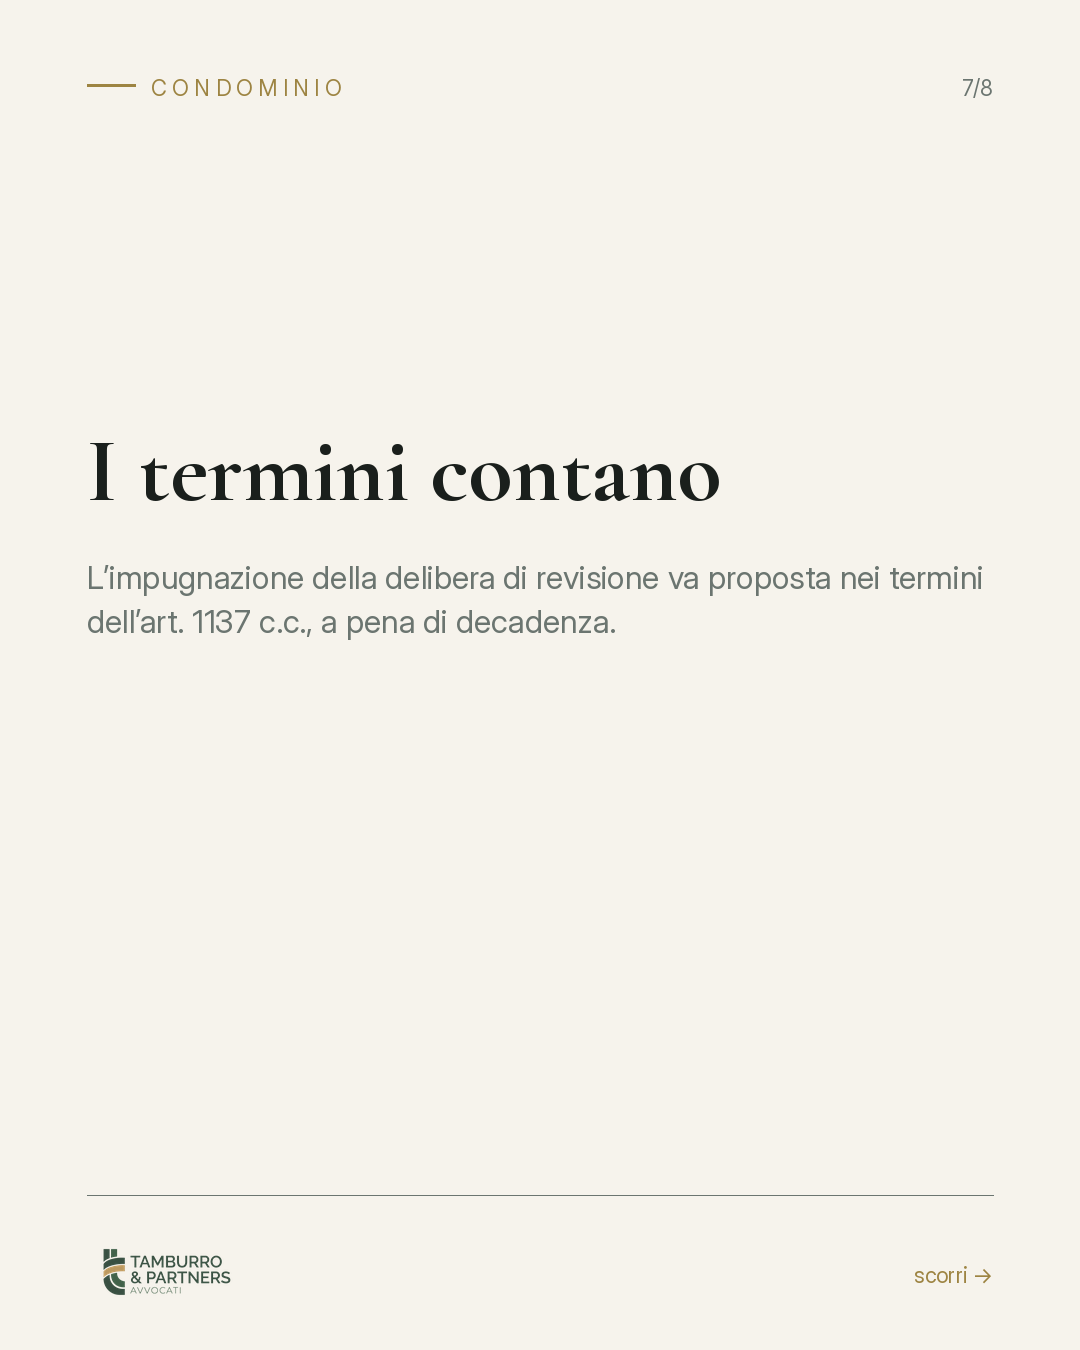 CONDOMINIO
7/8
I termini contano
L’impugnazione della delibera di revisione va proposta nei termini
dell’art. 1137 c.c., a pena di decadenza.
TAMBURRO
& PARTNERS
AVVOCATI
scorri →